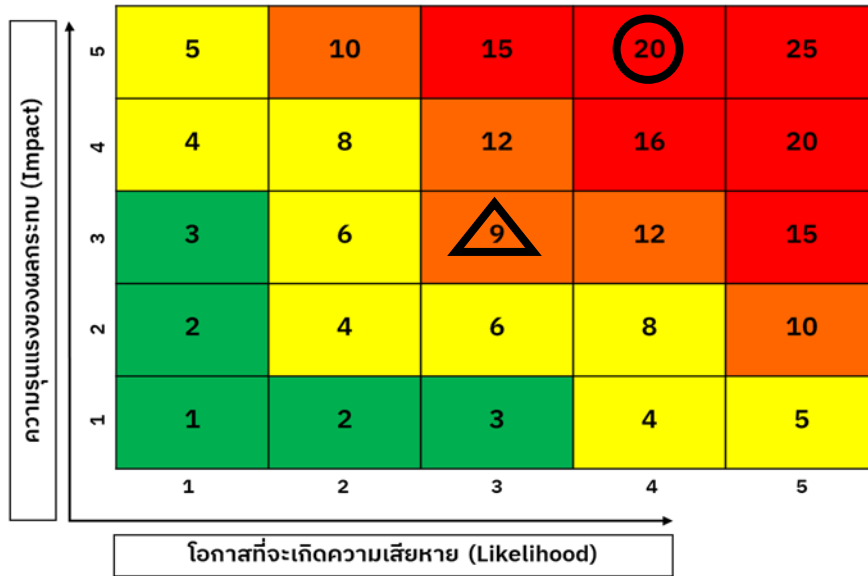 ความรุนแรงของผลกระทบ (Impact)
5 5 10 15 20 25
4 4 8 12 16 20
3 3 6 9 12 15
2 2 4 6 8 10
1 1 2 3 4 5
1 2 3 4 5
โอกาสที่จะเกิดความเสียหาย (Likelihood)